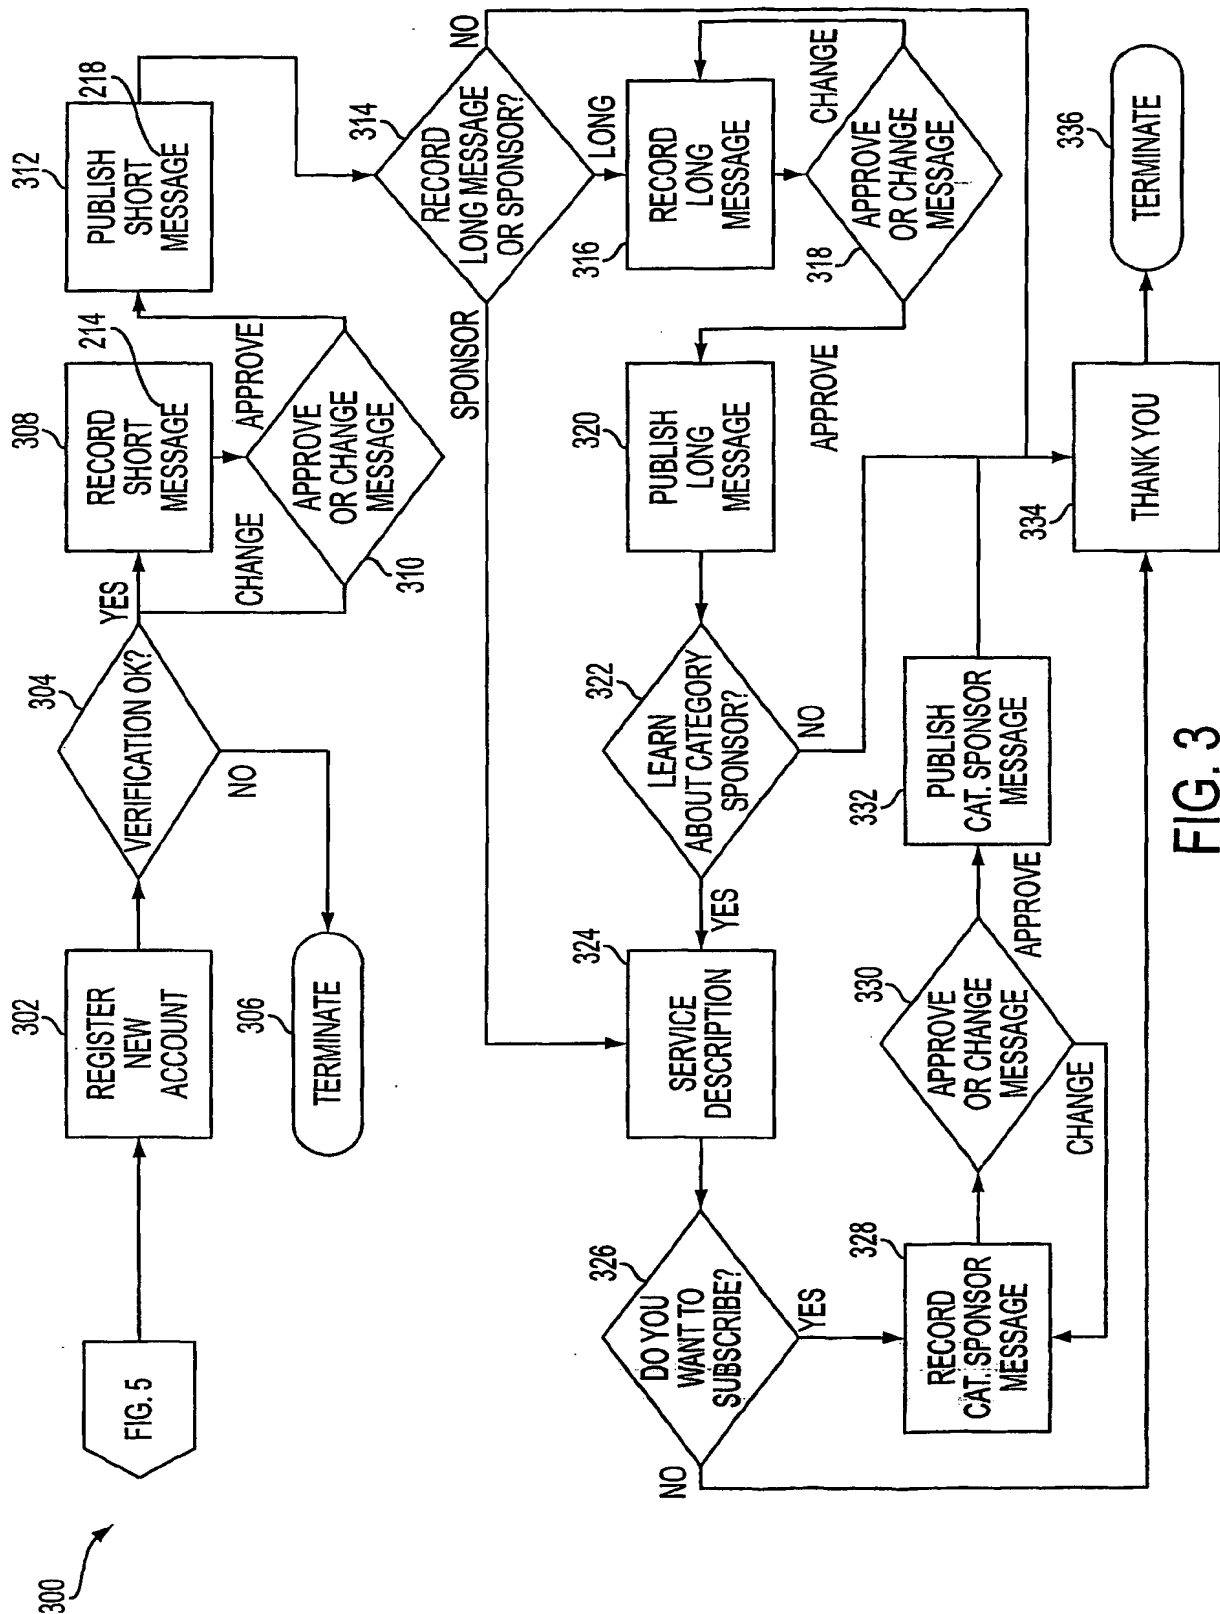 300
FIG. 5
302
REGISTER
NEW
ACCOUNT
304
VERIFICATION OK?
YES
NO
306
TERMINATE
308
RECORD
SHORT
MESSAGE
214
310
APPROVE
OR CHANGE
MESSAGE
CHANGE
APPROVE
312
PUBLISH
SHORT
MESSAGE
218
314
RECORD
LONG MESSAGE
OR SPONSOR?
NO
SPONSOR
LONG
316
RECORD
LONG
MESSAGE
318
APPROVE
OR CHANGE
MESSAGE
CHANGE
APPROVE
320
PUBLISH
LONG
MESSAGE
322
LEARN
ABOUT CATEGORY
SPONSOR?
NO
YES
324
SERVICE
DESCRIPTION
326
DO YOU
WANT TO
SUBSCRIBE?
NO
YES
328
RECORD
CAT. SPONSOR
MESSAGE
330
APPROVE
OR CHANGE
MESSAGE
CHANGE
APPROVE
332
PUBLISH
CAT. SPONSOR
MESSAGE
334
THANK YOU
336
TERMINATE
FIG. 3